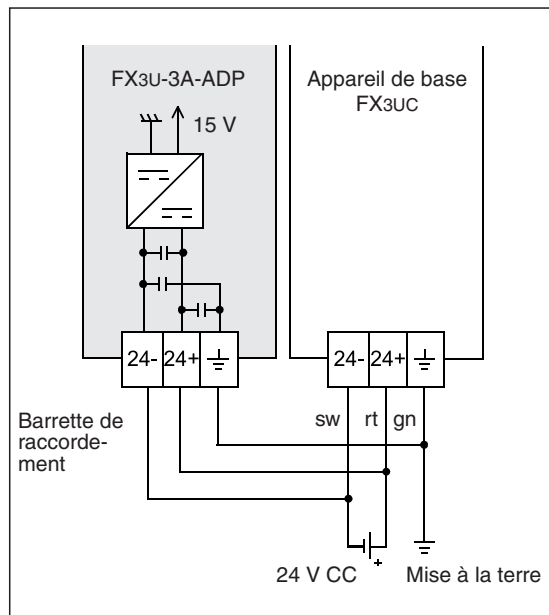 FX3U-3A-ADP
15 V
Appareil de base
FX3UC
24- 24+
24- 24+
Barrette de
raccorde-
ment
sw rt gn
+
24 V CC
Mise à la terre